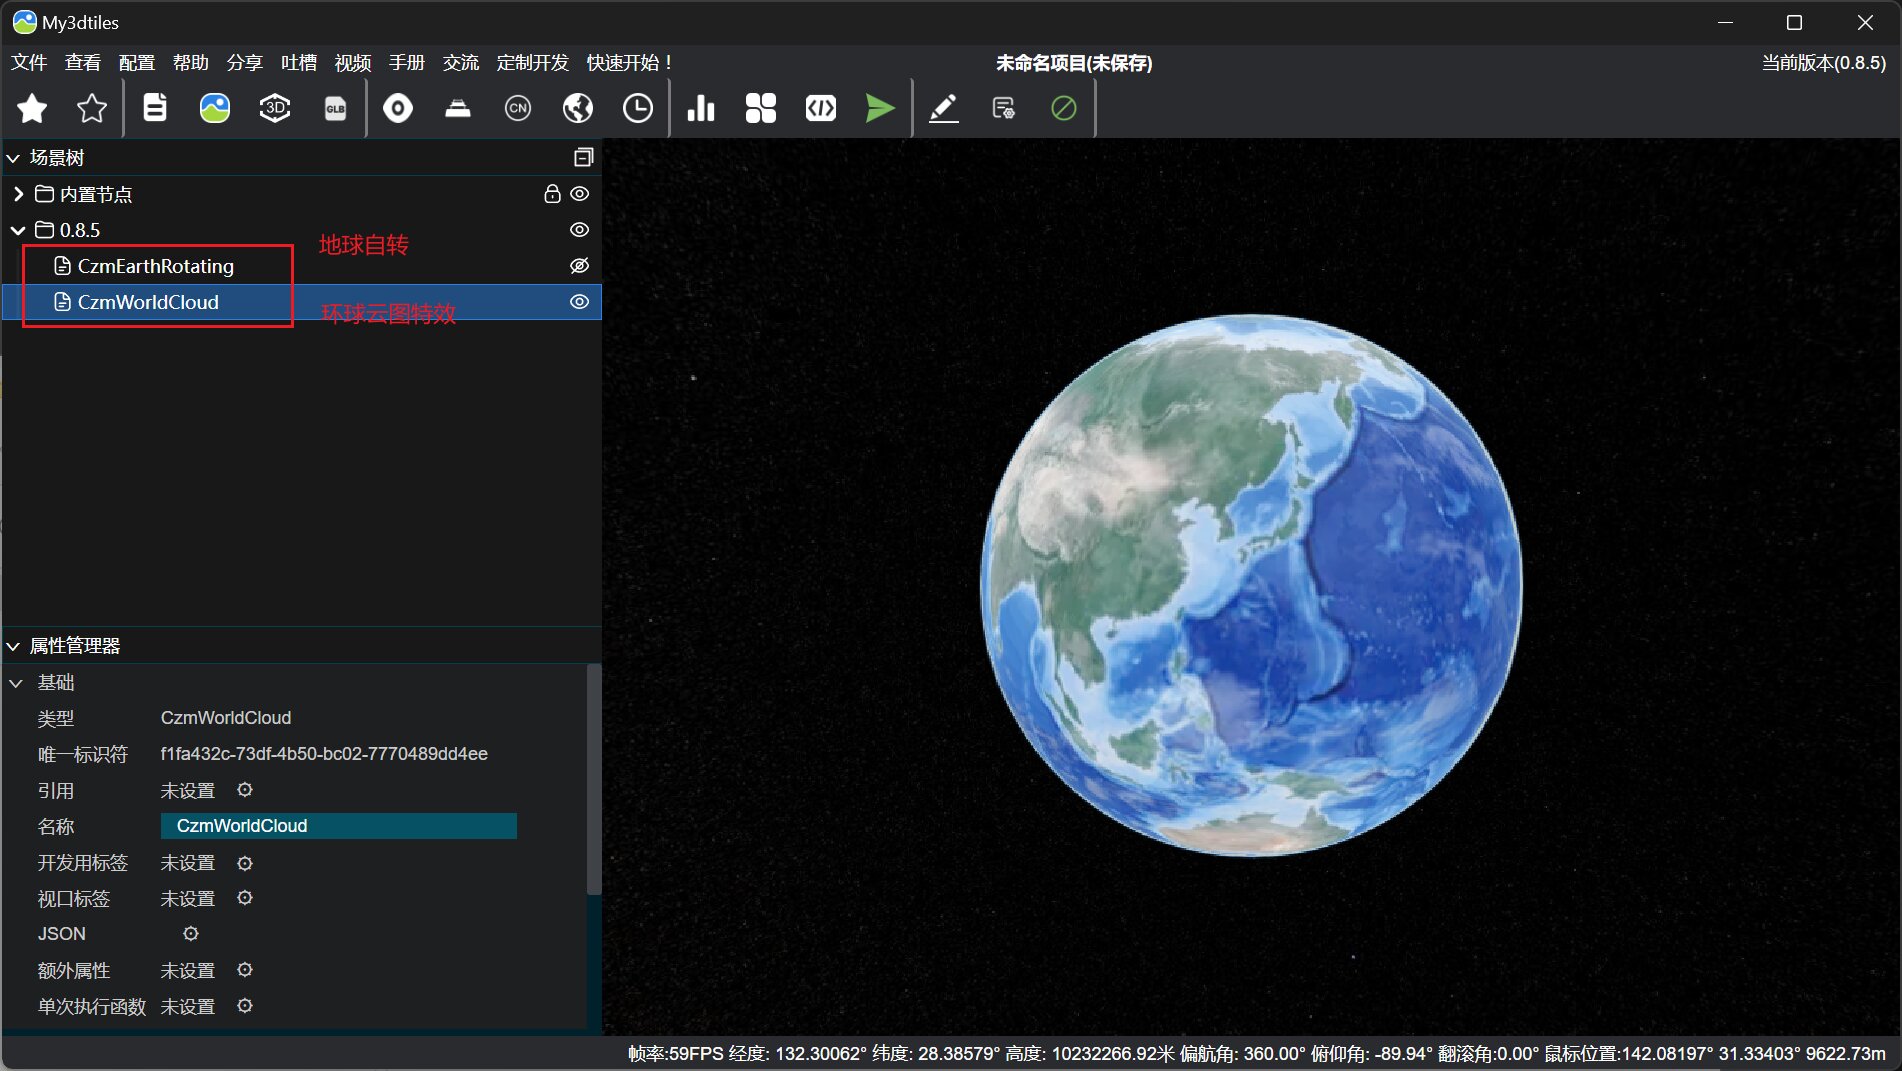 My3dtiles
文件 查看 配置 帮助 分享 吐槽 视频 手册 交流 定制开发 快速开始！ 未命名项目(未保存) 当前版本(0.8.5)
3D GLB CN
场景树
内置节点
0.8.5
地球自转
CzmEarthRotating
CzmWorldCloud
环球云图特效
属性管理器
基础
类型 CzmWorldCloud
唯一标识符 f1fa432c-73df-4b50-bc02-7770489dd4ee
引用 未设置
名称 CzmWorldCloud
开发用标签 未设置
视口标签 未设置
JSON
额外属性 未设置
单次执行函数 未设置
帧率:59FPS 经度: 132.30062° 纬度: 28.38579° 高度: 10232266.92米 偏航角: 360.00° 俯仰角: -89.94° 翻滚角:0.00° 鼠标位置:142.08197° 31.33403° 9622.73m